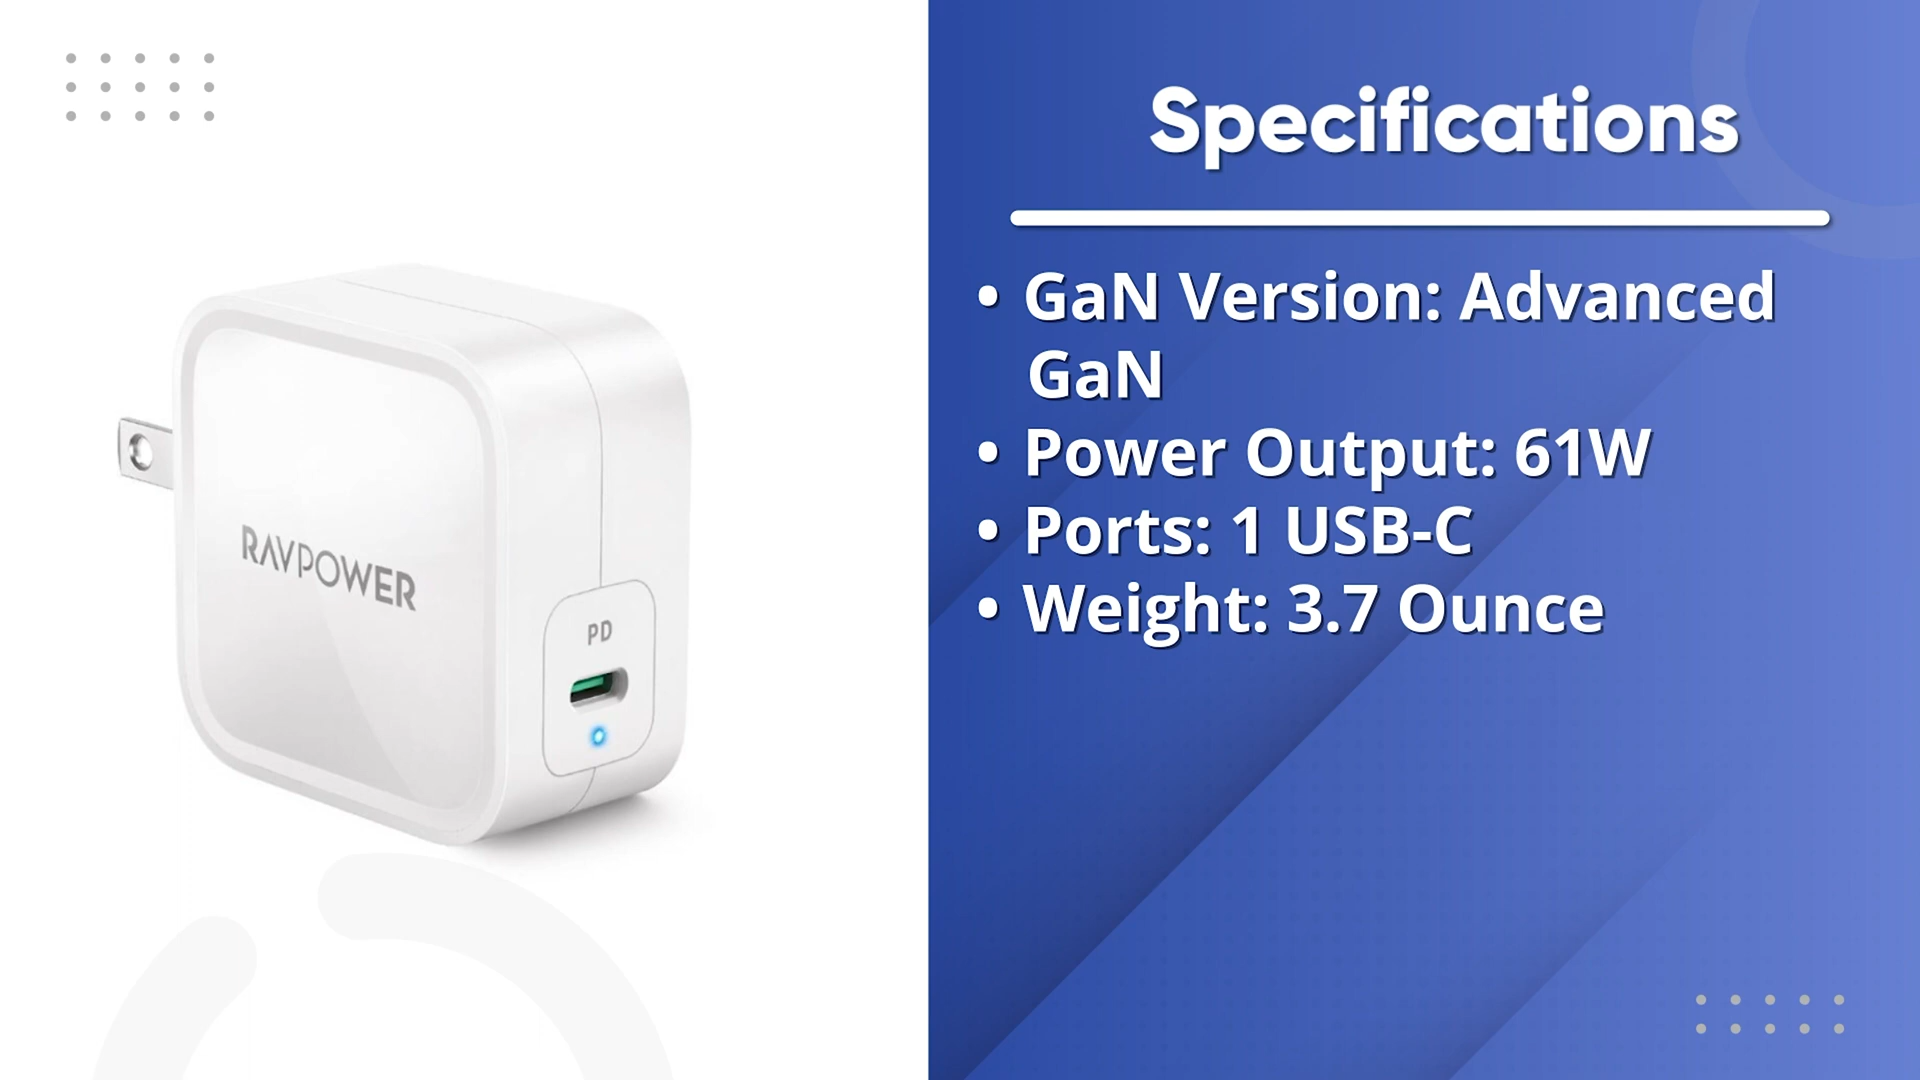 RAVPOWER
PD
Specifications
• GaN Version: Advanced
GaN
• Power Output: 61W
• Ports: 1 USB-C
• Weight: 3.7 Ounce